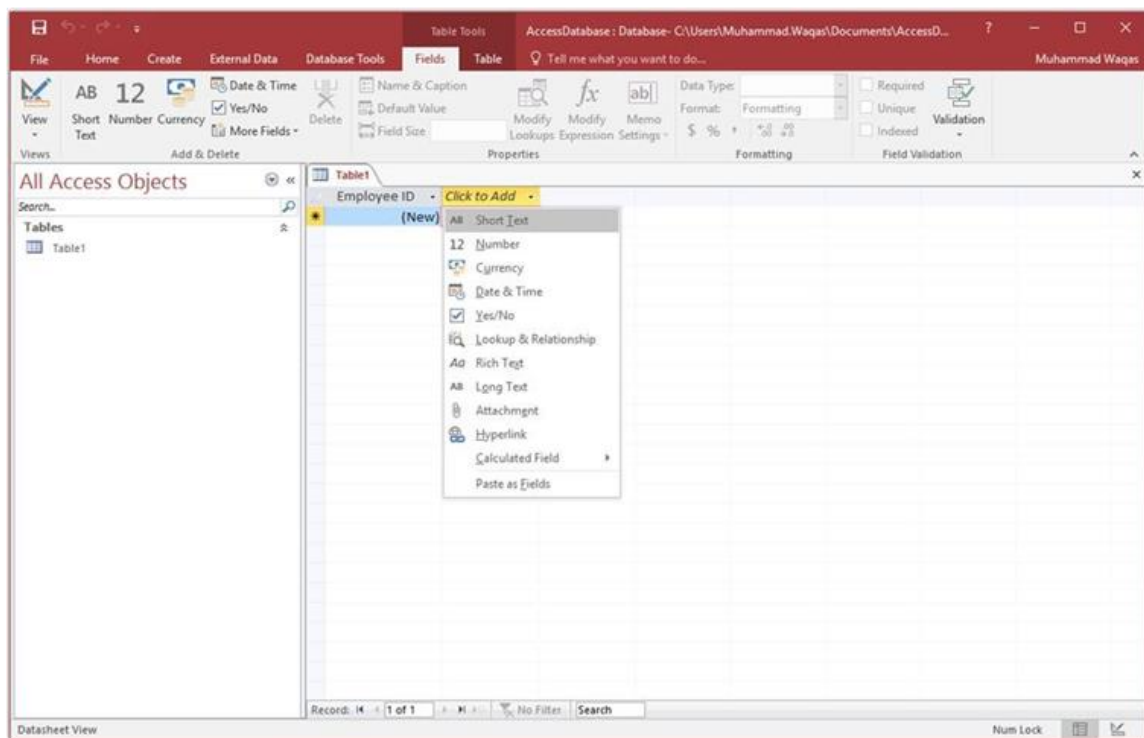 Table Tools AccessDatabase : Database- C:\Users\Muhammad.Waqas\Documents\AccessD... ?
File Home Create External Data Database Tools Fields Table Tell me what you want to do... Muhammad Waqas
View
AB Short Text
12 Number
Currency
Date & Time
Yes/No
More Fields
Delete
Name & Caption
Default Value
Field Size
Modify Lookups
fx Modify Expression
ab Memo Settings
Data Type:
Format: Formatting
$ %
Required
Unique
Indexed
Validation
Views Add & Delete Properties Formatting Field Validation
All Access Objects
Search...
Tables
Table1
Table1
Employee ID Click to Add
(New)
AB Short Text
12 Number
Currency
Date & Time
Yes/No
Lookup & Relationship
Aa Rich Text
AB Long Text
Attachment
Hyperlink
Calculated Field
Paste as Fields
Record: 1 of 1 No Filter Search
Datasheet View Num Lock